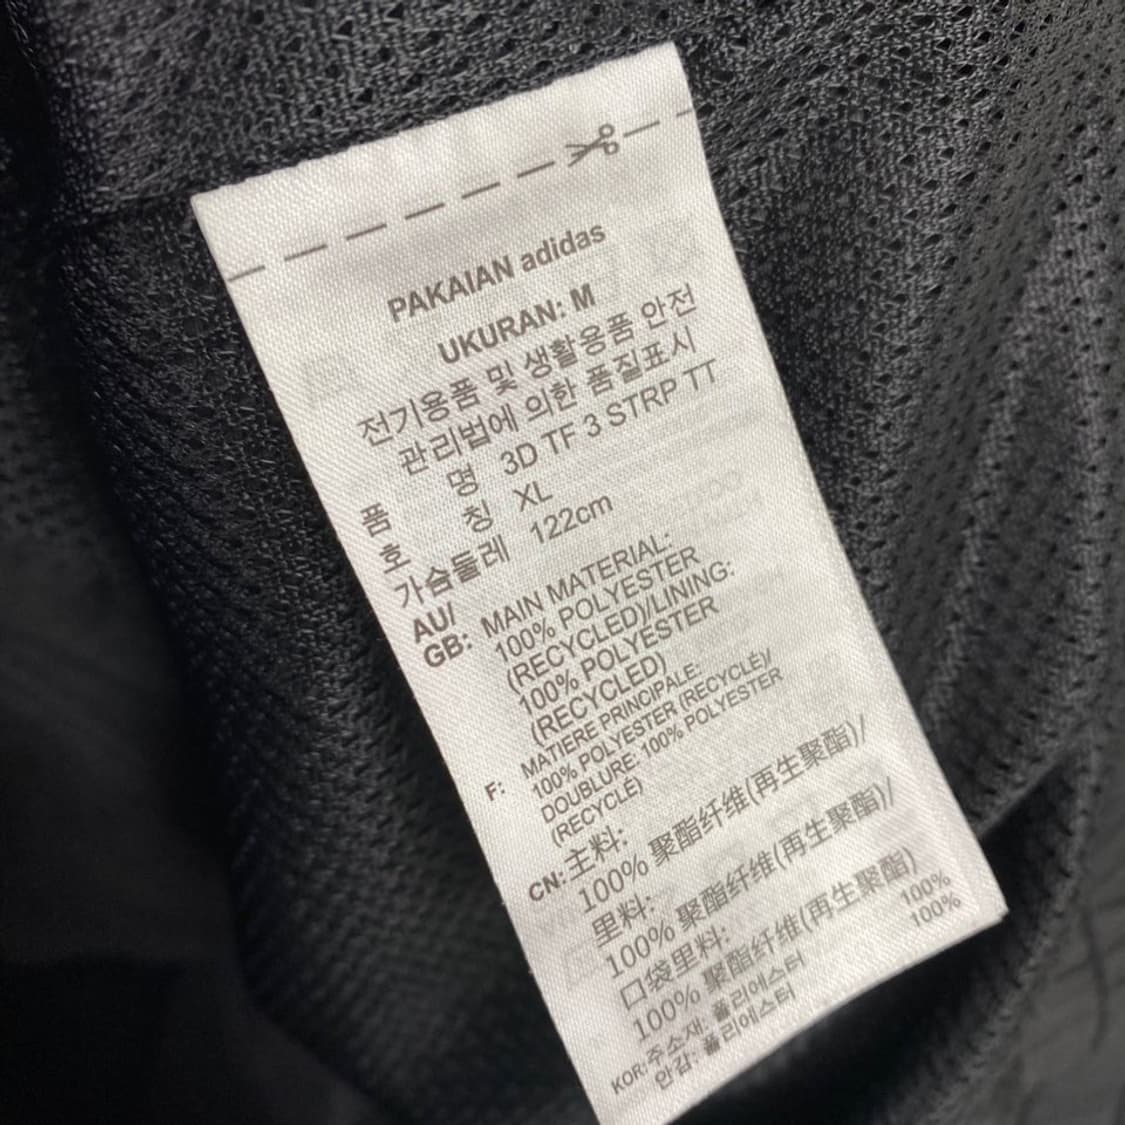 PAKAIAN adidas
UKURAN: M
전기용품 및 생활용품 안전
관리법에 의한 품질표시
품 명 3D TF 3 STRP TT
호 칭 XL
가슴둘레 122cm
AU/
GB: MAIN MATERIAL:
100% POLYESTER
(RECYCLED)/LINING:
100% POLYESTER
(RECYCLED)
F: MATIERE PRINCIPALE:
100% POLYESTER (RECYCLÉ)/
DOUBLURE: 100% POLYESTER
(RECYCLÉ)
CN: 主料:
100% 聚酯纤维(再生聚酯)/
里料:
100% 聚酯纤维(再生聚酯)/
口袋里料:
100% 聚酯纤维(再生聚酯)
KOR: 주소재: 폴리에스터 100%
안감: 폴리에스터 100%